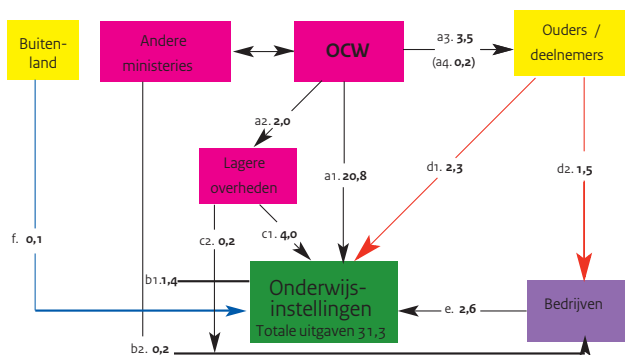 Buiten-
land
Andere
ministeries
OCW
a3. 3,5
(a4. 0,2)
Ouders /
deelnemers
a2. 2,0
Lagere
overheden
a1. 20,8
d1. 2,3
d2. 1,5
f. 0,1
c2. 0,2
c1. 4,0
b1.1,4
Onderwijs-
instellingen
Totale uitgaven 31,3
e. 2,6
Bedrijven
b2. 0,2